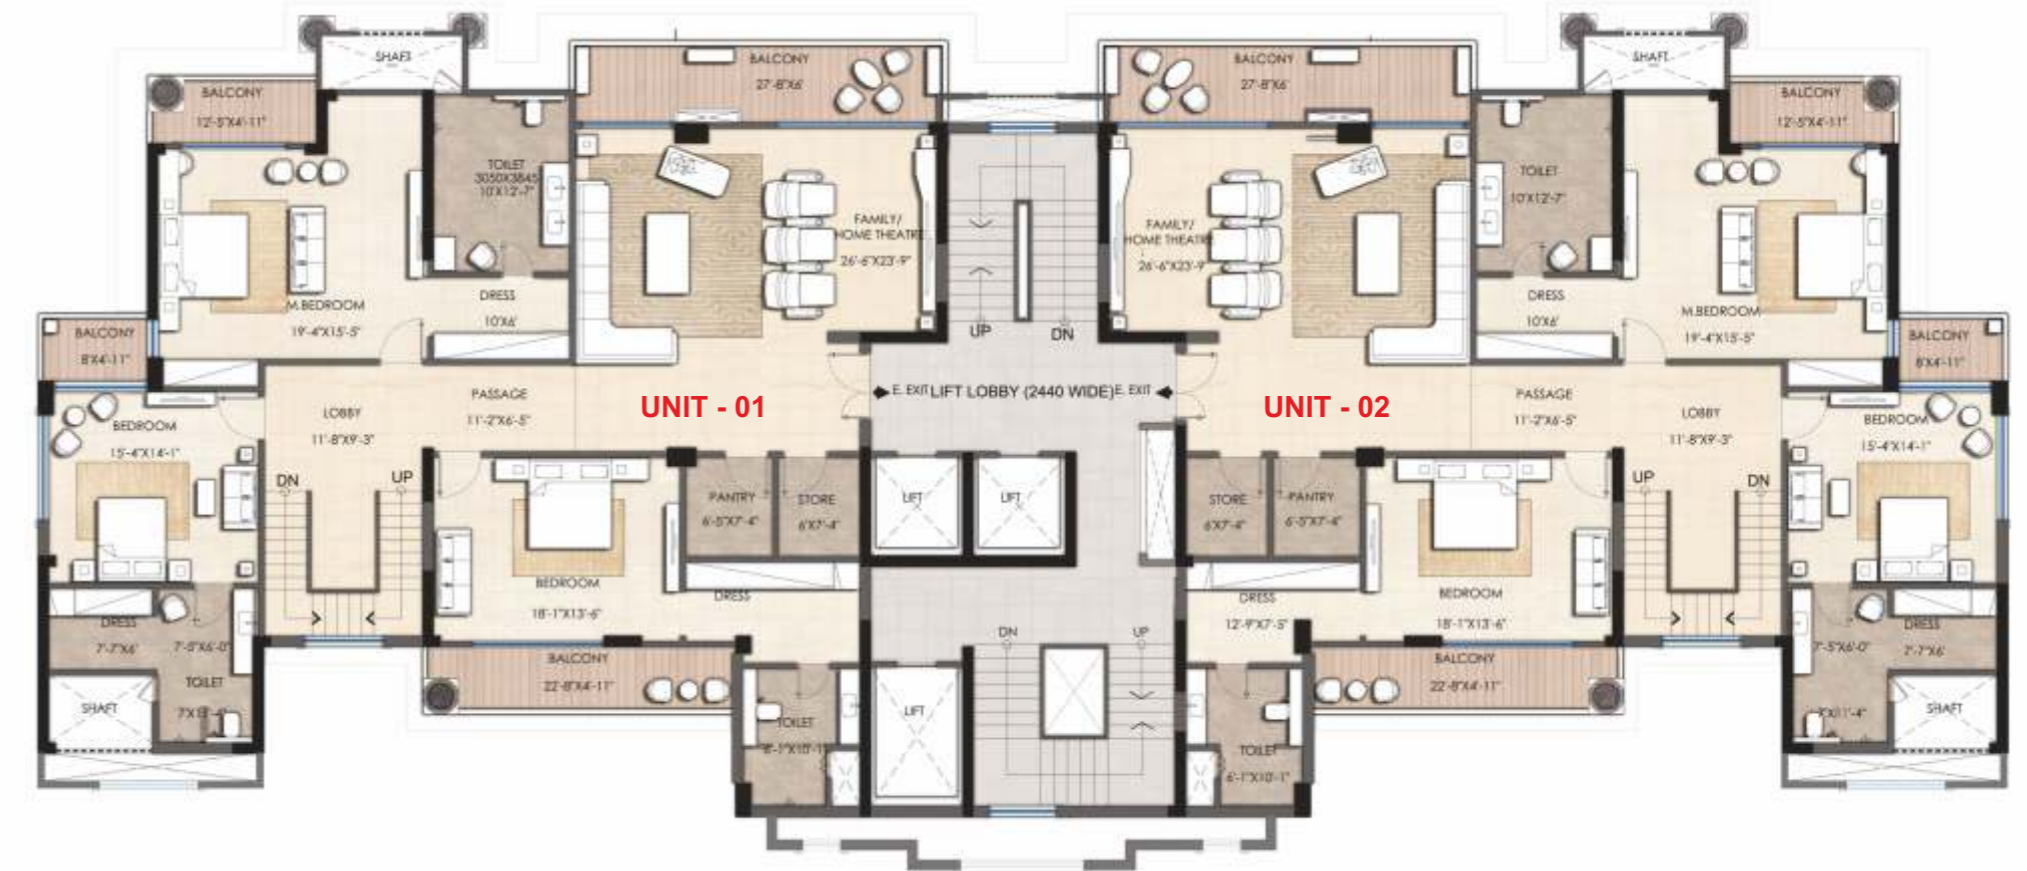 SHAFT
BALCONY
12'-5"X4'-11"
BALCONY
27'-8"X6'
TOILET
3050X3845
10'X12'-7"
FAMILY/
HOME THEATRE
26'-6"X23'-9"
M.BEDROOM
19'-4"X15'-5"
DRESS
10'X6'
BALCONY
8'X4'-11"
PASSAGE
11'-2"X6'-5"
LOBBY
11'-8"X9'-3"
UNIT - 01
BEDROOM
15'-4"X14'-1"
DN
UP
PANTRY
6'-5"X7'-4"
STORE
6'X7'-4"
BEDROOM
18'-1"X13'-6"
DRESS
DRESS
7'-7"X6'
7'-5"X6'-0"
TOILET
SHAFT
BALCONY
22'-8"X4'-11"
TOILET
UP
DN
E. EXIT
LIFT LOBBY (2440 WIDE)
E. EXIT
LIFT
LIFT
DN
UP
LIFT
BALCONY
27'-8"X6'
SHAFT
BALCONY
12'-5"X4'-11"
FAMILY/
HOME THEATRE
26'-6"X23'-9"
TOILET
10'X12'-7"
DRESS
10'X6'
M.BEDROOM
19'-4"X15'-5"
BALCONY
8'X4'-11"
UNIT - 02
PASSAGE
11'-2"X6'-5"
LOBBY
11'-8"X9'-3"
BEDROOM
15'-4"X14'-1"
UP
DN
STORE
6'X7'-4"
PANTRY
6'-5"X7'-4"
BEDROOM
18'-1"X13'-6"
DRESS
12'-9"X7'-5"
BALCONY
22'-8"X4'-11"
DRESS
7'-7"X6'
7'-5"X6'-0"
SHAFT
TOILET
6'-1"X10'-1"